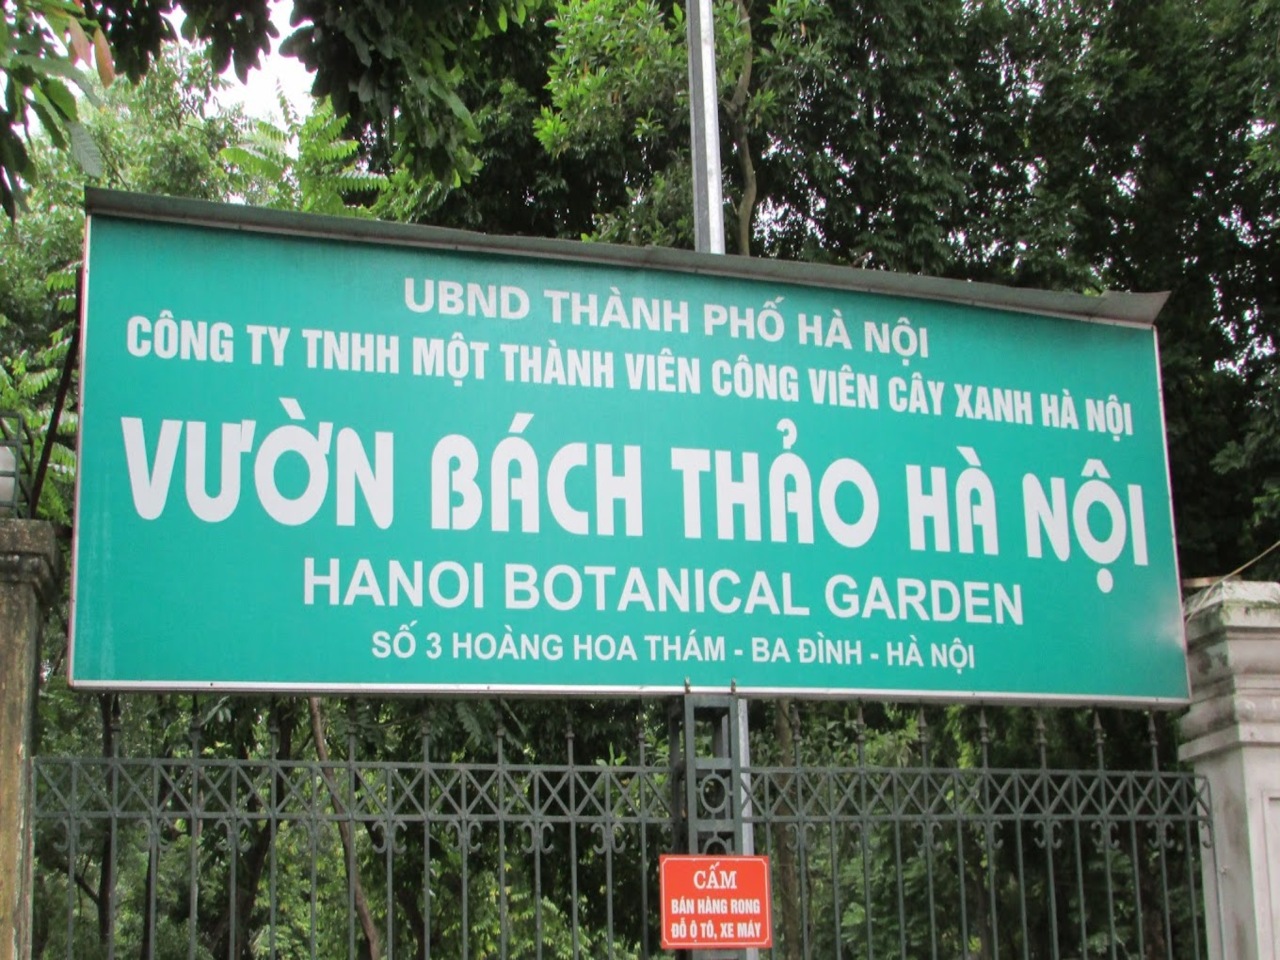 UBND THÀNH PHỐ HÀ NỘI
CÔNG TY TNHH MỘT THÀNH VIÊN CÔNG VIÊN CÂY XANH HÀ NỘI
VƯỜN BÁCH THẢO HÀ NỘI
HANOI BOTANICAL GARDEN
SỐ 3 HOÀNG HOA THÁM - BA ĐÌNH - HÀ NỘI
CẤM
BÁN HÀNG RONG
ĐỖ Ô TÔ, XE MÁY